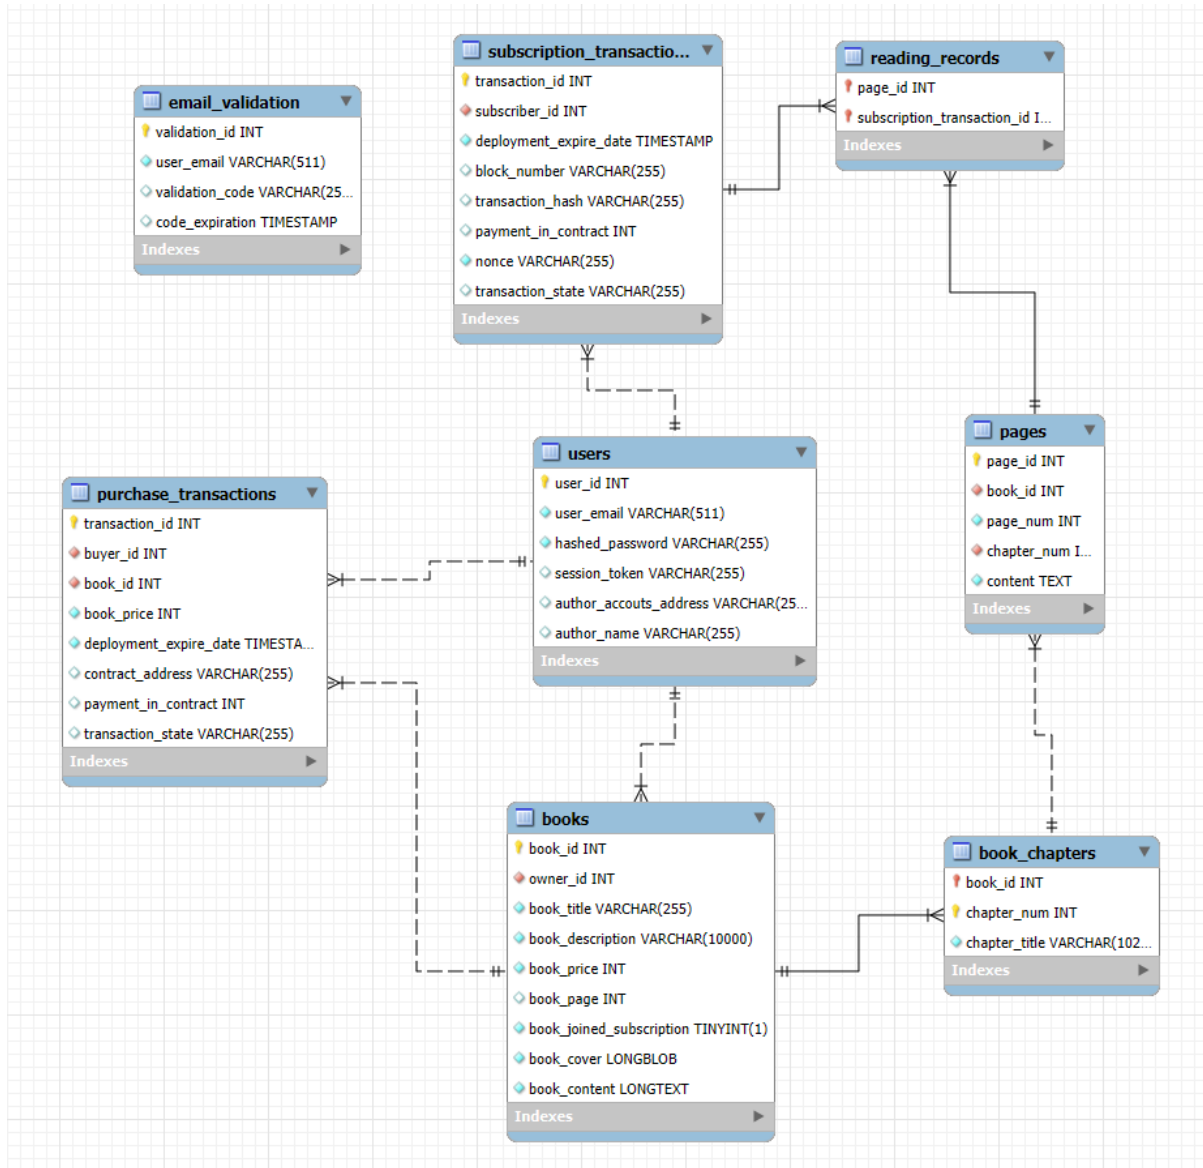 email_validation
validation_id INT
user_email VARCHAR(511)
validation_code VARCHAR(25...
code_expiration TIMESTAMP
Indexes
subscription_transactio...
transaction_id INT
subscriber_id INT
deployment_expire_date TIMESTAMP
block_number VARCHAR(255)
transaction_hash VARCHAR(255)
payment_in_contract INT
nonce VARCHAR(255)
transaction_state VARCHAR(255)
Indexes
reading_records
page_id INT
subscription_transaction_id I...
Indexes
purchase_transactions
transaction_id INT
buyer_id INT
book_id INT
book_price INT
deployment_expire_date TIMESTA...
contract_address VARCHAR(255)
payment_in_contract INT
transaction_state VARCHAR(255)
Indexes
users
user_id INT
user_email VARCHAR(511)
hashed_password VARCHAR(255)
session_token VARCHAR(255)
author_accouts_address VARCHAR(25...
author_name VARCHAR(255)
Indexes
pages
page_id INT
book_id INT
page_num INT
chapter_num I...
content TEXT
Indexes
books
book_id INT
owner_id INT
book_title VARCHAR(255)
book_description VARCHAR(10000)
book_price INT
book_page INT
book_joined_subscription TINYINT(1)
book_cover LONGBLOB
book_content LONGTEXT
Indexes
book_chapters
book_id INT
chapter_num INT
chapter_title VARCHAR(102...
Indexes